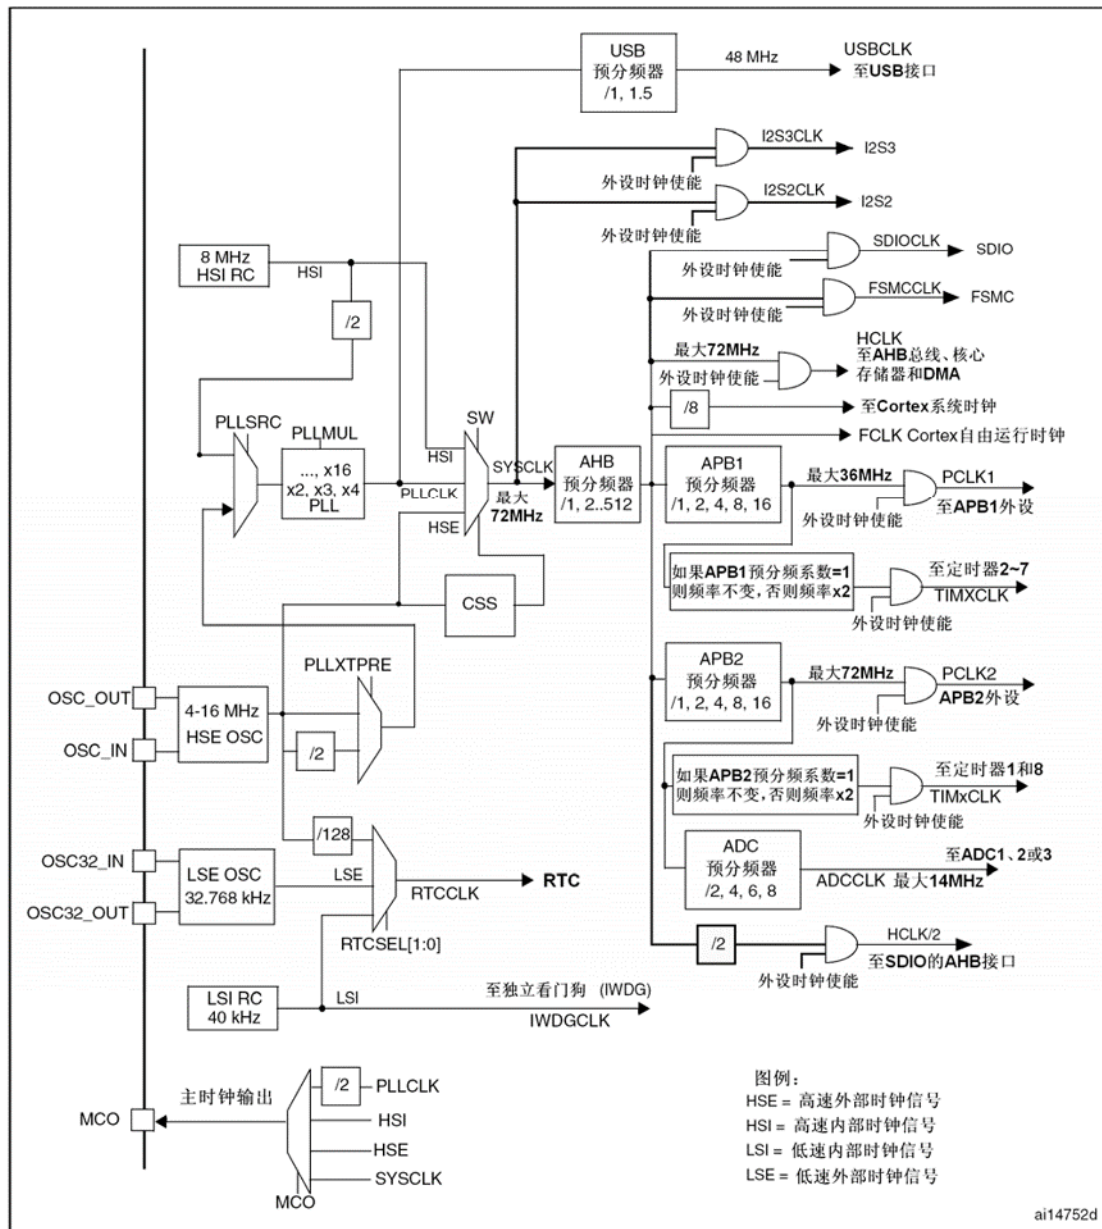 USB
预分频器
/1, 1.5
48 MHz
USBCLK
至USB接口
I2S3CLK
I2S3
外设时钟使能
I2S2CLK
I2S2
外设时钟使能
8 MHz
HSI RC
HSI
SDIOCLK
SDIO
外设时钟使能
FSMCCLK
FSMC
外设时钟使能
/2
最大72MHz
外设时钟使能
HCLK
至AHB总线、核心
存储器和DMA
/8
至Cortex系统时钟
FCLK Cortex自由运行时钟
PLLSRC
PLLMUL
..., x16
x2, x3, x4
PLL
SW
HSI
PLLCLK
HSE
SYSCLK
最大
72MHz
AHB
预分频器
/1, 2..512
APB1
预分频器
/1, 2, 4, 8, 16
最大36MHz
PCLK1
至APB1外设
外设时钟使能
如果APB1预分频系数=1
则频率不变,否则频率x2
至定时器2~7
TIMXCLK
外设时钟使能
CSS
PLLXTPRE
OSC_OUT
OSC_IN
4-16 MHz
HSE OSC
/2
APB2
预分频器
/1, 2, 4, 8, 16
最大72MHz
PCLK2
APB2外设
外设时钟使能
如果APB2预分频系数=1
则频率不变,否则频率x2
至定时器1和8
TIMxCLK
外设时钟使能
/128
OSC32_IN
OSC32_OUT
LSE OSC
32.768 kHz
LSE
RTCCLK
RTC
RTCSEL[1:0]
ADC
预分频器
/2, 4, 6, 8
至ADC1、2或3
ADCCLK 最大14MHz
/2
HCLK/2
至SDIO的AHB接口
外设时钟使能
LSI RC
40 kHz
LSI
至独立看门狗 (IWDG)
IWDGCLK
MCO
主时钟输出
/2
PLLCLK
HSI
HSE
SYSCLK
MCO
图例：
HSE = 高速外部时钟信号
HSI = 高速内部时钟信号
LSI = 低速内部时钟信号
LSE = 低速外部时钟信号
ai14752d